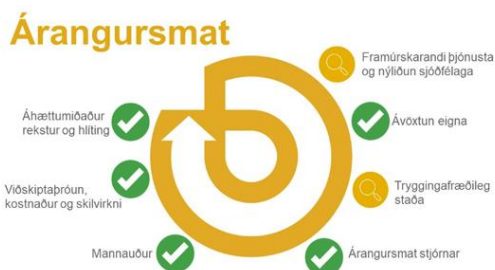 Árangursmat
Framúrskarandi þjónusta
og nýliðun sjóðfélaga
Ávöxtun eigna
Tryggingafræðileg
staða
Árangursmat stjórnar
Mannauður
Viðskiptaþróun,
kostnaður og skilvirkni
Áhættumiðaður
rekstur og hlíting